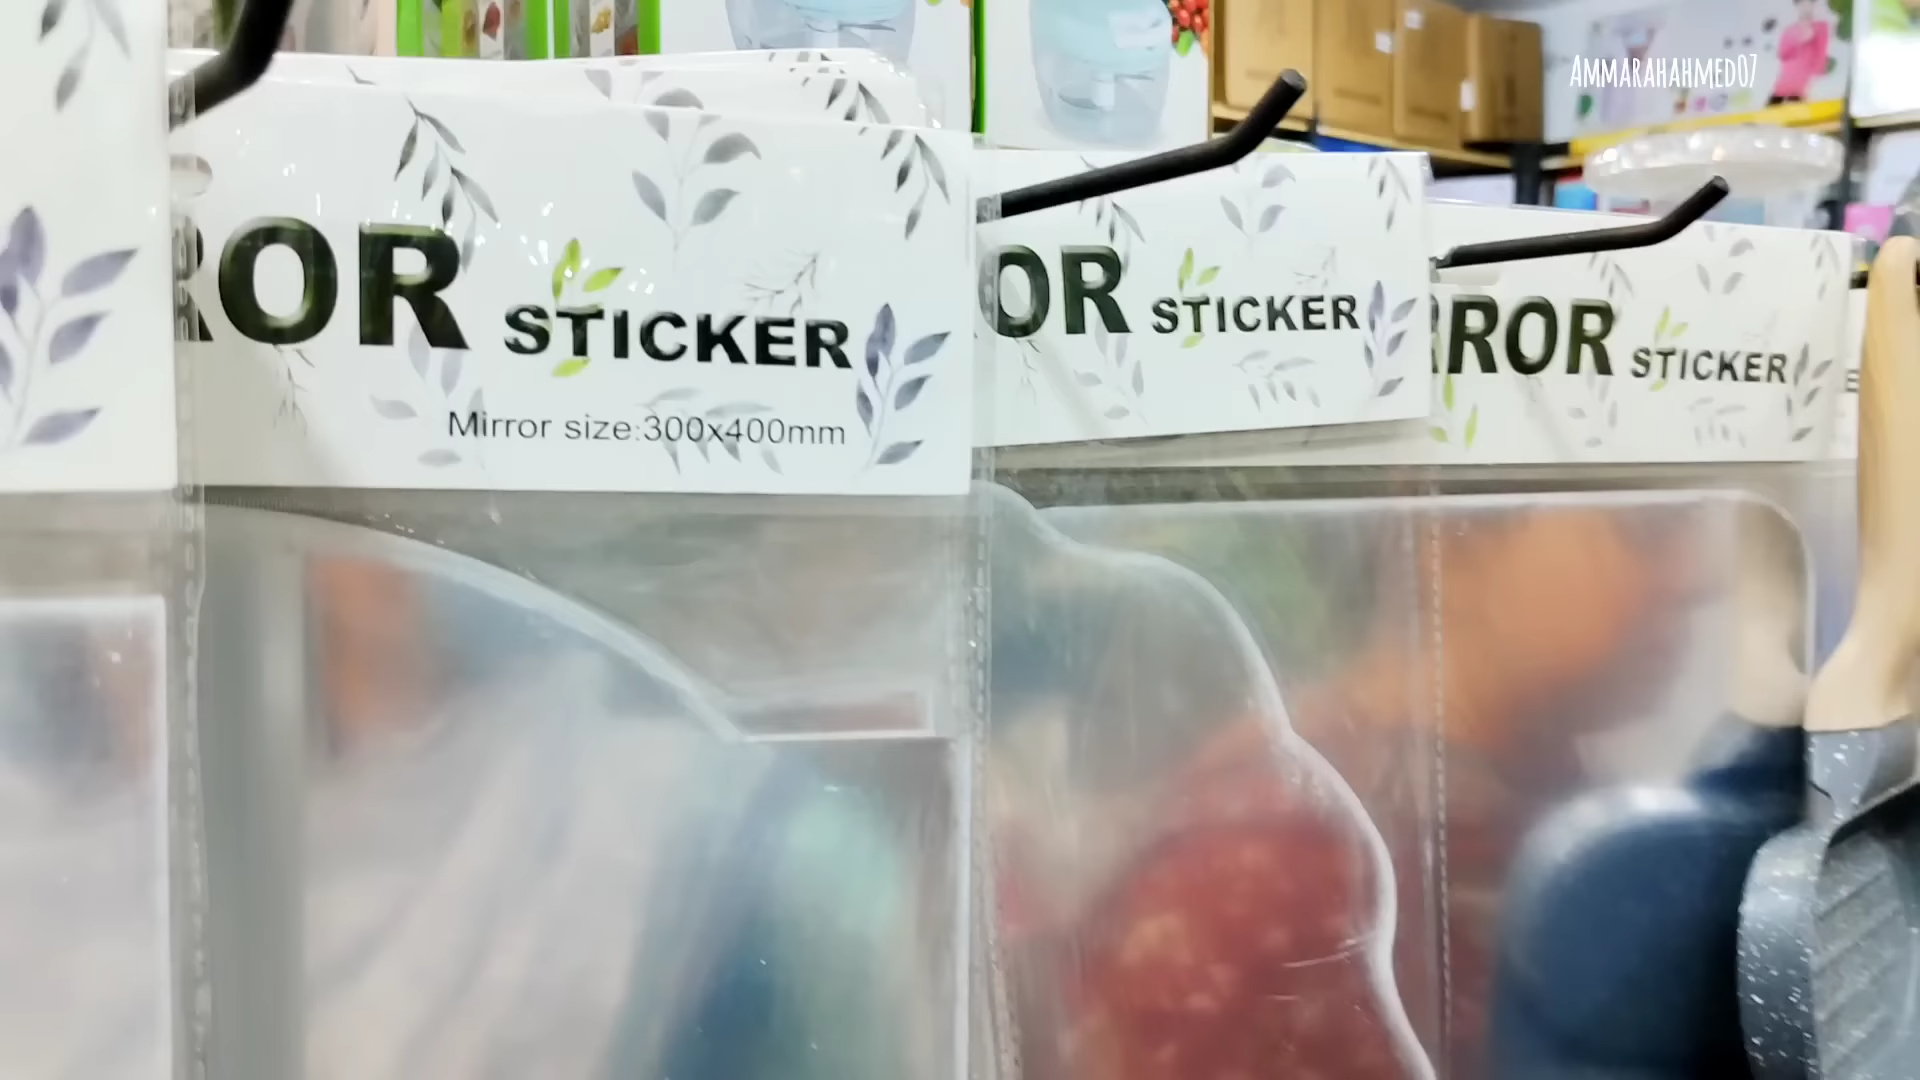 Ammarahahmed07
ROR STICKER
Mirror size:300x400mm
OR STICKER
RROR STICKER